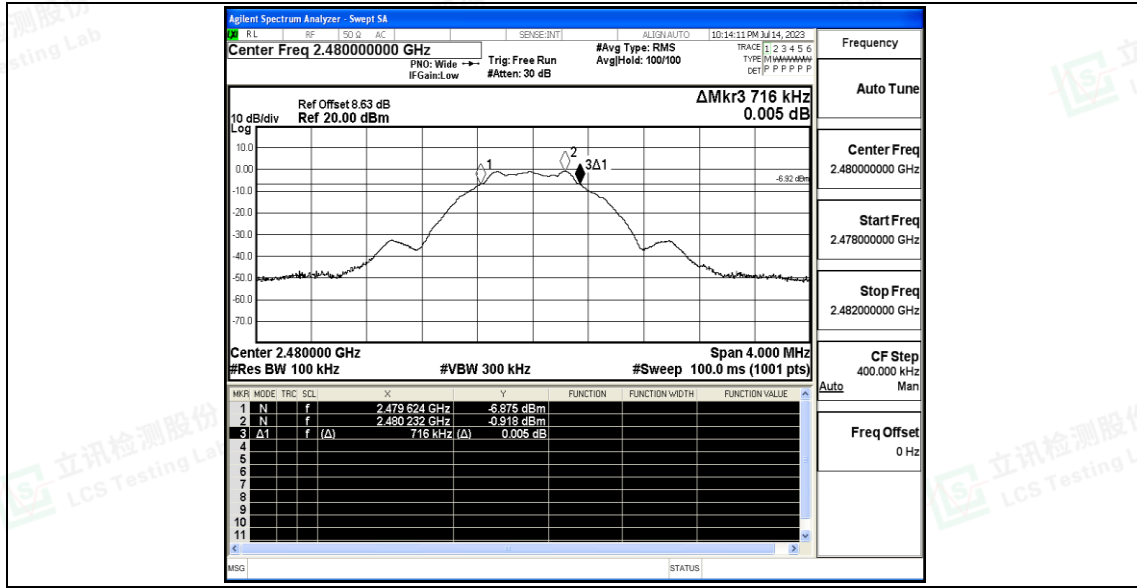 Agilent Spectrum Analyzer - Swept SA
LXI RL RF 50 Ω AC SENSE:INT ALIGN AUTO 10:14:11 PM Jul 14, 2023
Center Freq 2.480000000 GHz
PNO: Wide
IFGain:Low
Trig: Free Run
#Atten: 30 dB
#Avg Type: RMS
Avg|Hold: 100/100
TRACE 1 2 3 4 5 6
TYPE M WWWWW
DET P P P P P P
ΔMkr3 716 kHz
0.005 dB
Ref Offset 8.63 dB
10 dB/div Ref 20.00 dBm
Log
10.0
0.00
-10.0
-20.0
-30.0
-40.0
-50.0
-60.0
-70.0
1
2
3Δ1
-6.92 dBm
Center 2.480000 GHz Span 4.000 MHz
#Res BW 100 kHz #VBW 300 kHz #Sweep 100.0 ms (1001 pts)
MKR MODE TRC SCL X Y FUNCTION FUNCTION WIDTH FUNCTION VALUE
1 N f 2.479 624 GHz -6.875 dBm
2 N f 2.480 232 GHz -0.918 dBm
3 Δ1 f (Δ) 716 kHz (Δ) 0.005 dB
4
5
6
7
8
9
10
11
MSG STATUS
Frequency
Auto Tune
Center Freq
2.480000000 GHz
Start Freq
2.478000000 GHz
Stop Freq
2.482000000 GHz
CF Step
400.000 kHz
Auto Man
Freq Offset
0 Hz
立讯检测股份
LCS Testing Lab